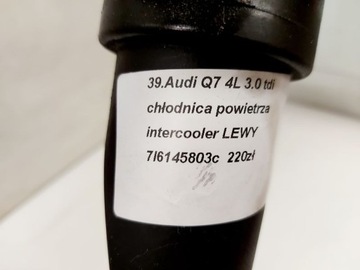 39.Audi Q7 4L 3.0 tdi
chłodnica powietrza
intercooler LEWY
7l6145803c 220zł